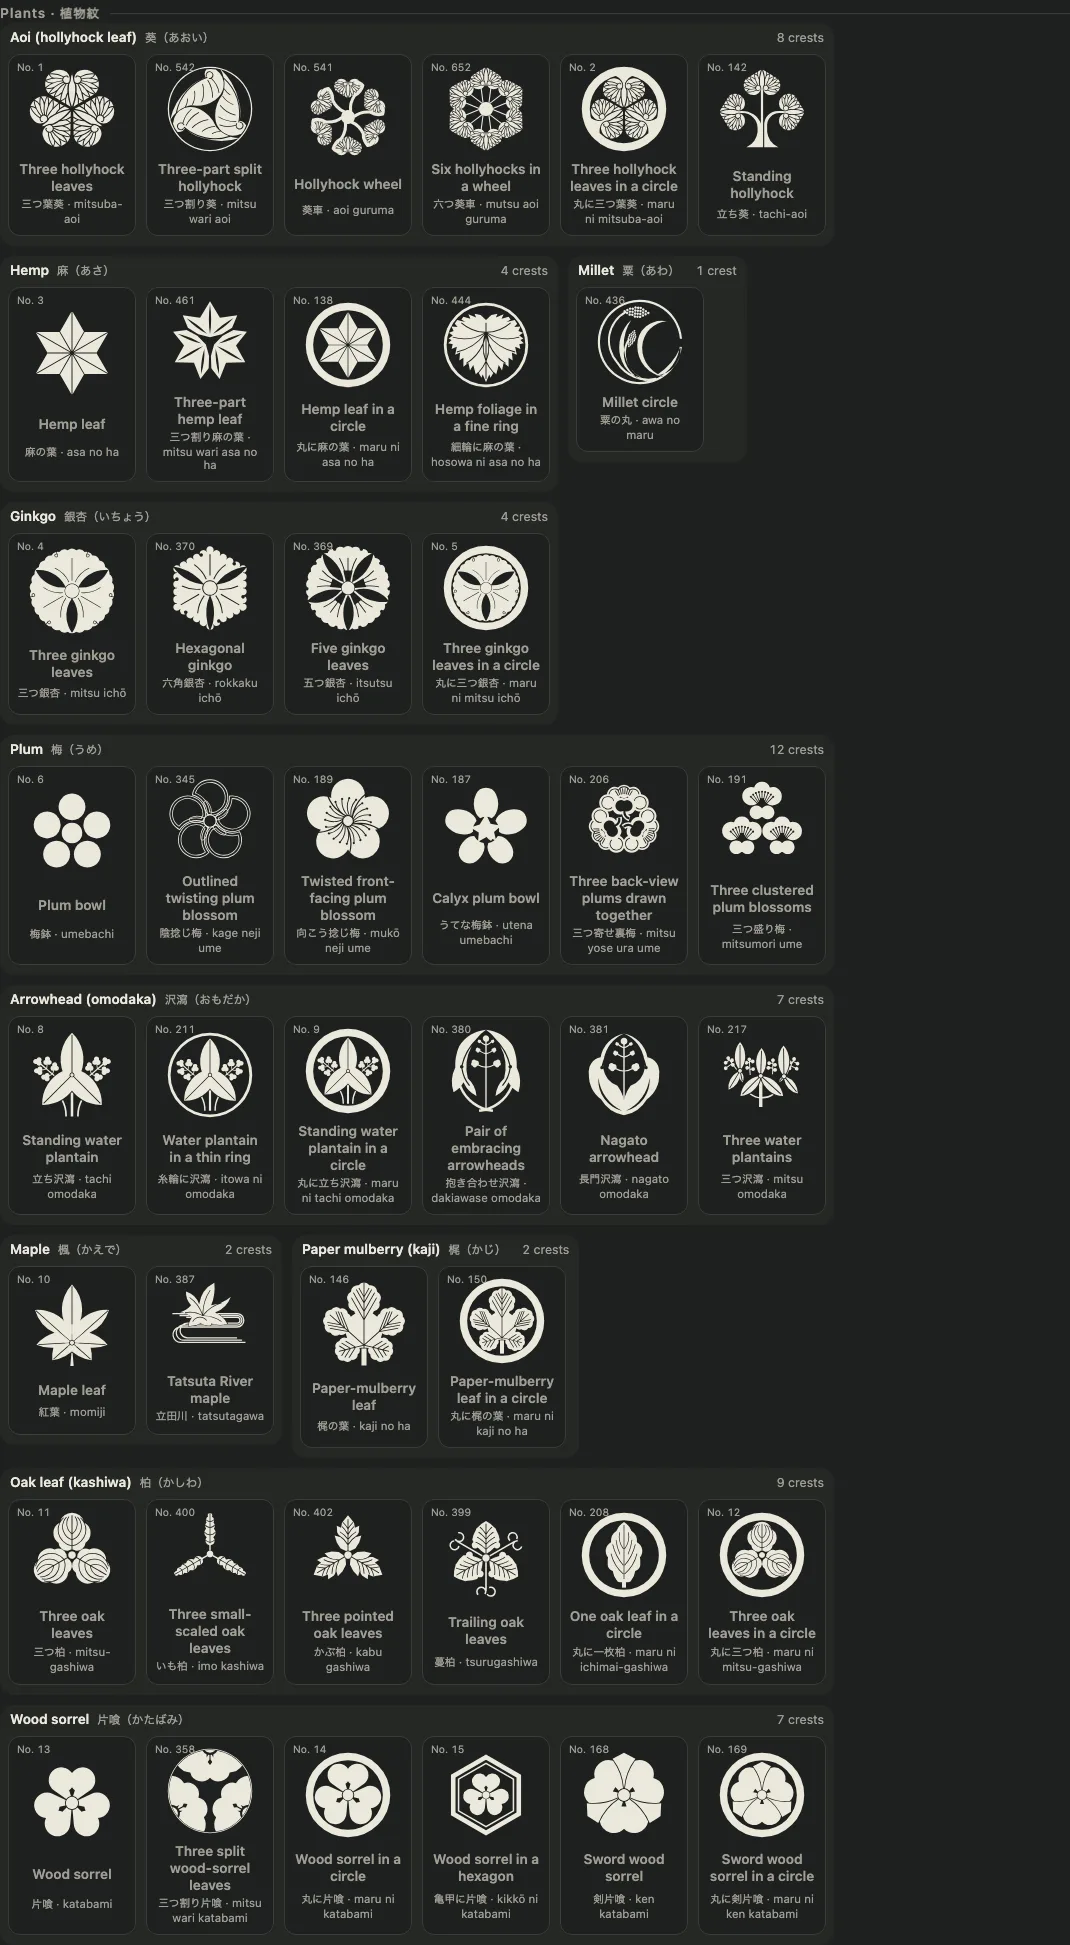 Plants · 植物紋
Aoi (hollyhock leaf) 葵（あおい） 8 crests
No. 1
Three hollyhock
leaves
三つ葉葵 · mitsuba-
aoi
No. 542
Three-part split
hollyhock
三つ割り葵 · mitsu
wari aoi
No. 541
Hollyhock wheel
葵車 · aoi guruma
No. 652
Six hollyhocks in
a wheel
六つ葵車 · mutsu aoi
guruma
No. 2
Three hollyhock
leaves in a circle
丸に三つ葉葵 · maru
ni mitsuba-aoi
No. 142
Standing
hollyhock
立ち葵 · tachi-aoi
Hemp 麻（あさ） 4 crests
No. 3
Hemp leaf
麻の葉 · asa no ha
No. 461
Three-part
hemp leaf
三つ割り麻の葉 ·
mitsu wari asa no
ha
No. 138
Hemp leaf in a
circle
丸に麻の葉 · maru ni
asa no ha
No. 444
Hemp foliage in
a fine ring
細輪に麻の葉 ·
hosowa ni asa no ha
Millet 粟（あわ） 1 crest
No. 436
Millet circle
粟の丸 · awa no
maru
Ginkgo 銀杏（いちょう） 4 crests
No. 4
Three ginkgo
leaves
三つ銀杏 · mitsu ichō
No. 370
Hexagonal
ginkgo
六角銀杏 · rokkaku
ichō
No. 369
Five ginkgo
leaves
五つ銀杏 · itsutsu
ichō
No. 5
Three ginkgo
leaves in a circle
丸に三つ銀杏 · maru
ni mitsu ichō
Plum 梅（うめ） 12 crests
No. 6
Plum bowl
梅鉢 · umebachi
No. 345
Outlined
twisting plum
blossom
陰捻じ梅 · kage neji
ume
No. 189
Twisted front-
facing plum
blossom
向こう捻じ梅 · mukō
neji ume
No. 187
Calyx plum bowl
うてな梅鉢 · utena
umebachi
No. 206
Three back-view
plums drawn
together
三つ寄せ裏梅 · mitsu
yose ura ume
No. 191
Three clustered
plum blossoms
三つ盛り梅 ·
mitsumori ume
Arrowhead (omodaka) 沢瀉（おもだか） 7 crests
No. 8
Standing water
plantain
立ち沢瀉 · tachi
omodaka
No. 211
Water plantain
in a thin ring
糸輪に沢瀉 · itowa ni
omodaka
No. 9
Standing water
plantain in a
circle
丸に立ち沢瀉 · maru
ni tachi omodaka
No. 380
Pair of
embracing
arrowheads
抱き合わせ沢瀉 ·
dakiawase omodaka
No. 381
Nagato
arrowhead
長門沢瀉 · nagato
omodaka
No. 217
Three water
plantains
三つ沢瀉 · mitsu
omodaka
Maple 楓（かえで） 2 crests
No. 10
Maple leaf
紅葉 · momiji
No. 387
Tatsuta River
maple
立田川 · tatsutagawa
Paper mulberry (kaji) 梶（かじ） 2 crests
No. 146
Paper-mulberry
leaf
梶の葉 · kaji no ha
No. 150
Paper-mulberry
leaf in a circle
丸に梶の葉 · maru ni
kaji no ha
Oak leaf (kashiwa) 柏（かしわ） 9 crests
No. 11
Three oak
leaves
三つ柏 · mitsu-
gashiwa
No. 400
Three small-
scaled oak
leaves
いも柏 · imo kashiwa
No. 402
Three pointed
oak leaves
かぶ柏 · kabu
gashiwa
No. 399
Trailing oak
leaves
蔓柏 · tsurugashiwa
No. 208
One oak leaf in a
circle
丸に一枚柏 · maru ni
ichimai-gashiwa
No. 12
Three oak
leaves in a circle
丸に三つ柏 · maru ni
mitsu-gashiwa
Wood sorrel 片喰（かたばみ） 7 crests
No. 13
Wood sorrel
片喰 · katabami
No. 358
Three split
wood-sorrel
leaves
三つ割り片喰 · mitsu
wari katabami
No. 14
Wood sorrel in a
circle
丸に片喰 · maru ni
katabami
No. 15
Wood sorrel in a
hexagon
亀甲に片喰 · kikkō ni
katabami
No. 168
Sword wood
sorrel
剣片喰 · ken
katabami
No. 169
Sword wood
sorrel in a circle
丸に剣片喰 · maru ni
ken katabami